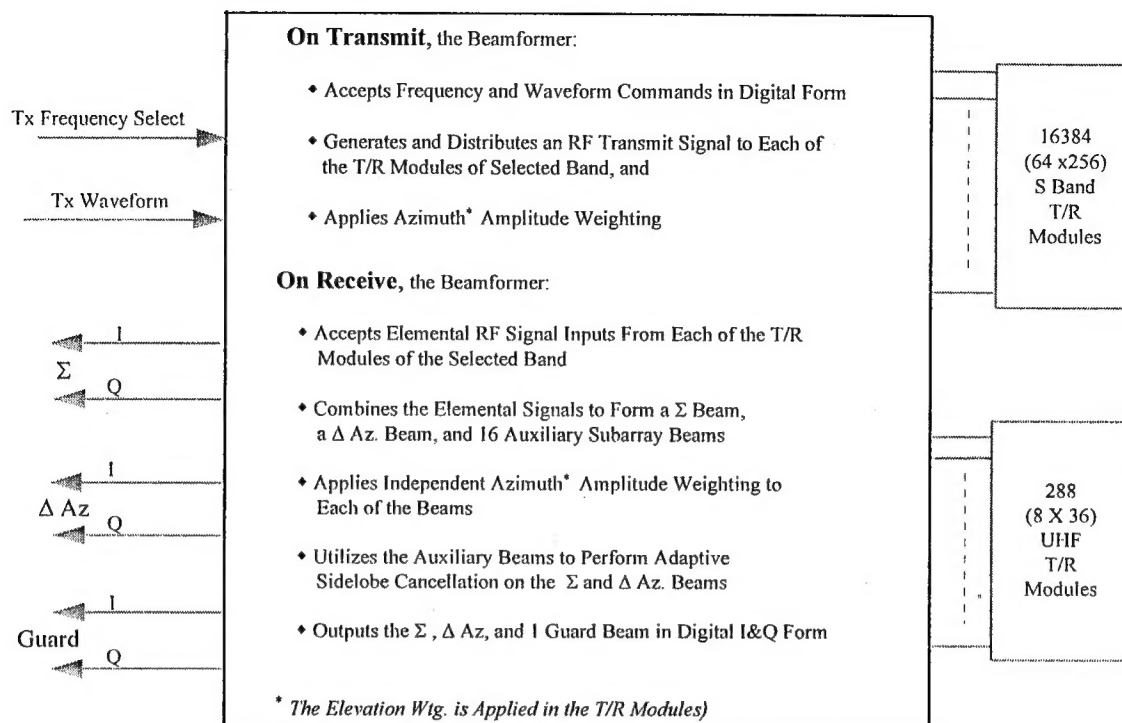 On Transmit, the Beamformer:
♦ Accepts Frequency and Waveform Commands in Digital Form
♦ Generates and Distributes an RF Transmit Signal to Each of
the T/R Modules of Selected Band, and
♦ Applies Azimuth* Amplitude Weighting
On Receive, the Beamformer:
♦ Accepts Elemental RF Signal Inputs From Each of the T/R
Modules of the Selected Band
♦ Combines the Elemental Signals to Form a Σ Beam,
a Δ Az. Beam, and 16 Auxiliary Subarray Beams
♦ Applies Independent Azimuth* Amplitude Weighting to
Each of the Beams
♦ Utilizes the Auxiliary Beams to Perform Adaptive
Sidelobe Cancellation on the Σ and Δ Az. Beams
♦ Outputs the Σ , Δ Az, and 1 Guard Beam in Digital I&Q Form
* The Elevation Wtg. is Applied in the T/R Modules)
Tx Frequency Select
Tx Waveform
I
Σ
Q
I
Δ Az
Q
I
Guard
Q
16384
(64 x256)
S Band
T/R
Modules
288
(8 X 36)
UHF
T/R
Modules